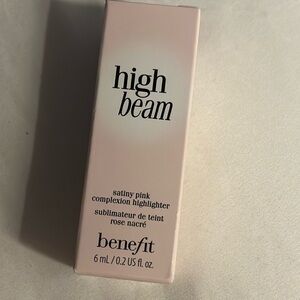 high
beam
satiny pink
complexion highlighter
sublimateur de teint
rose nacré
benefit
6 mL / 0.2 US fl. oz.